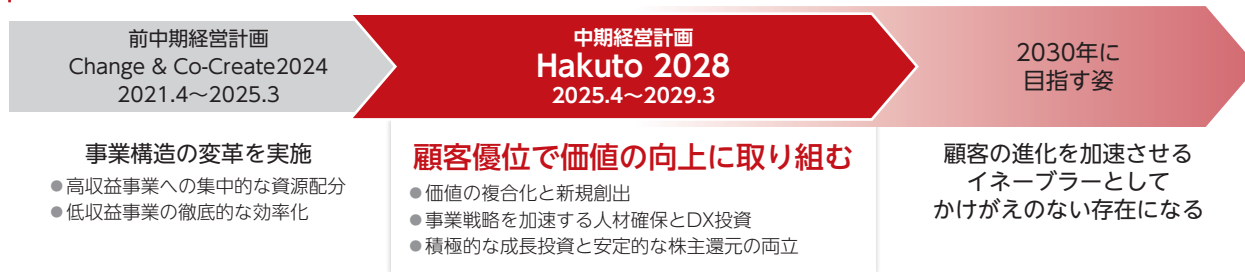 前中期経営計画
Change & Co-Create2024
2021.4～2025.3
中期経営計画
Hakuto 2028
2025.4～2029.3
2030年に
目指す姿
事業構造の変革を実施
●高収益事業への集中的な資源配分
●低収益事業の徹底的な効率化
顧客優位で価値の向上に取り組む
●価値の複合化と新規創出
●事業戦略を加速する人材確保とDX投資
●積極的な成長投資と安定的な株主還元の両立
顧客の進化を加速させる
イネーブラーとして
かけがえのない存在になる